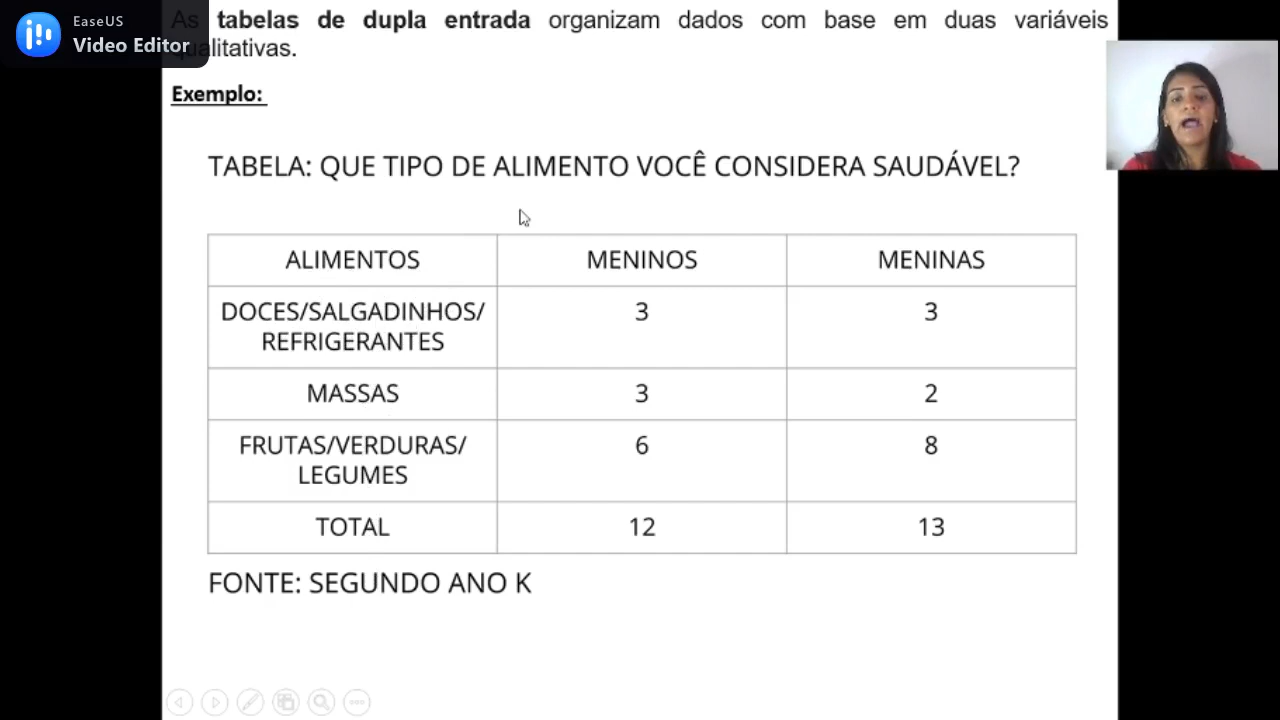 EaseUS
Video Editor
As tabelas de dupla entrada organizam dados com base em duas variáveis
qualitativas.
Exemplo:
TABELA: QUE TIPO DE ALIMENTO VOCÊ CONSIDERA SAUDÁVEL?
ALIMENTOS MENINOS MENINAS
DOCES/SALGADINHOS/ 3 3
REFRIGERANTES
MASSAS 3 2
FRUTAS/VERDURAS/ 6 8
LEGUMES
TOTAL 12 13
FONTE: SEGUNDO ANO K